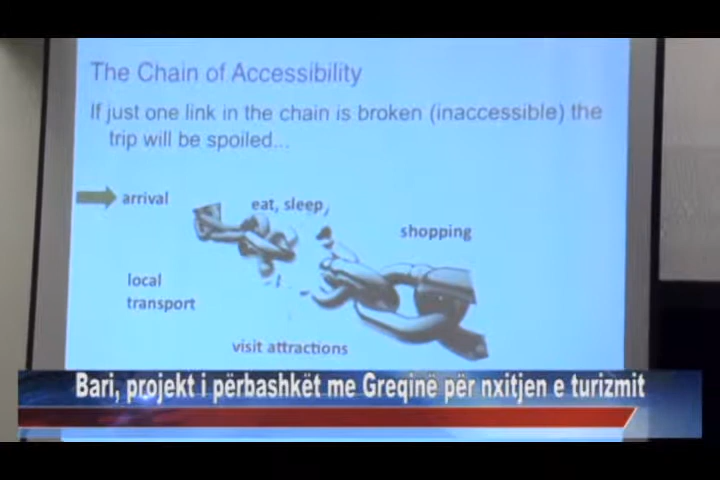 The Chain of Accessibility
If just one link in the chain is broken (inaccessible) the
trip will be spoiled...
arrival
eat, sleep,
shopping
local
transport
visit attractions
Bari, projekt i përbashkët me Greqinë për nxitjen e turizmit